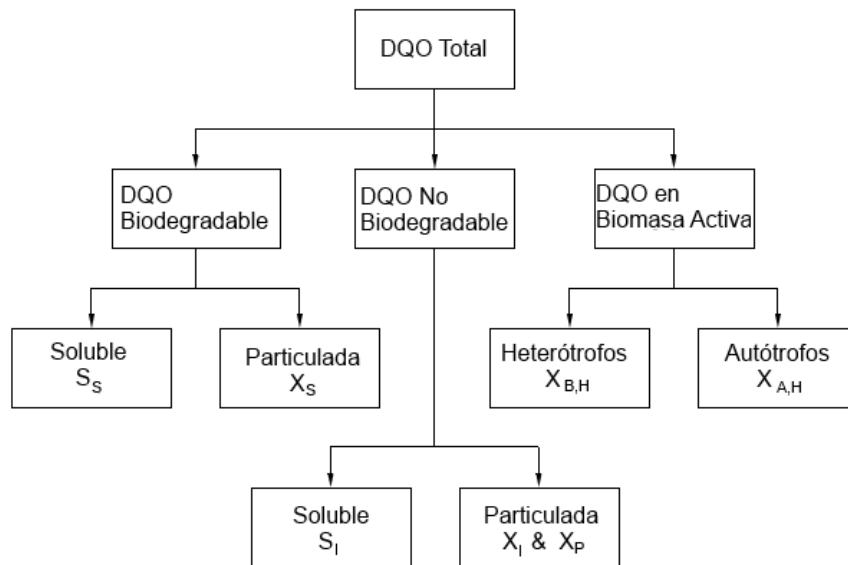 DQO Total
DQO
Biodegradable
DQO No
Biodegradable
DQO en
Biomasa Activa
Soluble
S_S
Particulada
X_S
Heterótrofos
X_B,H
Autótrofos
X_A,H
Soluble
S_I
Particulada
X_I & X_P